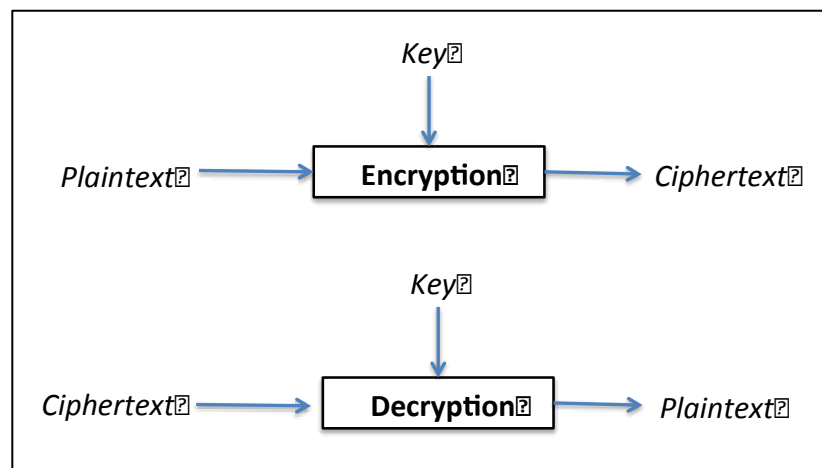 Key⍰
Plaintext⍰ Encryption⍰ Ciphertext⍰
Key⍰
Ciphertext⍰ Decryption⍰ Plaintext⍰